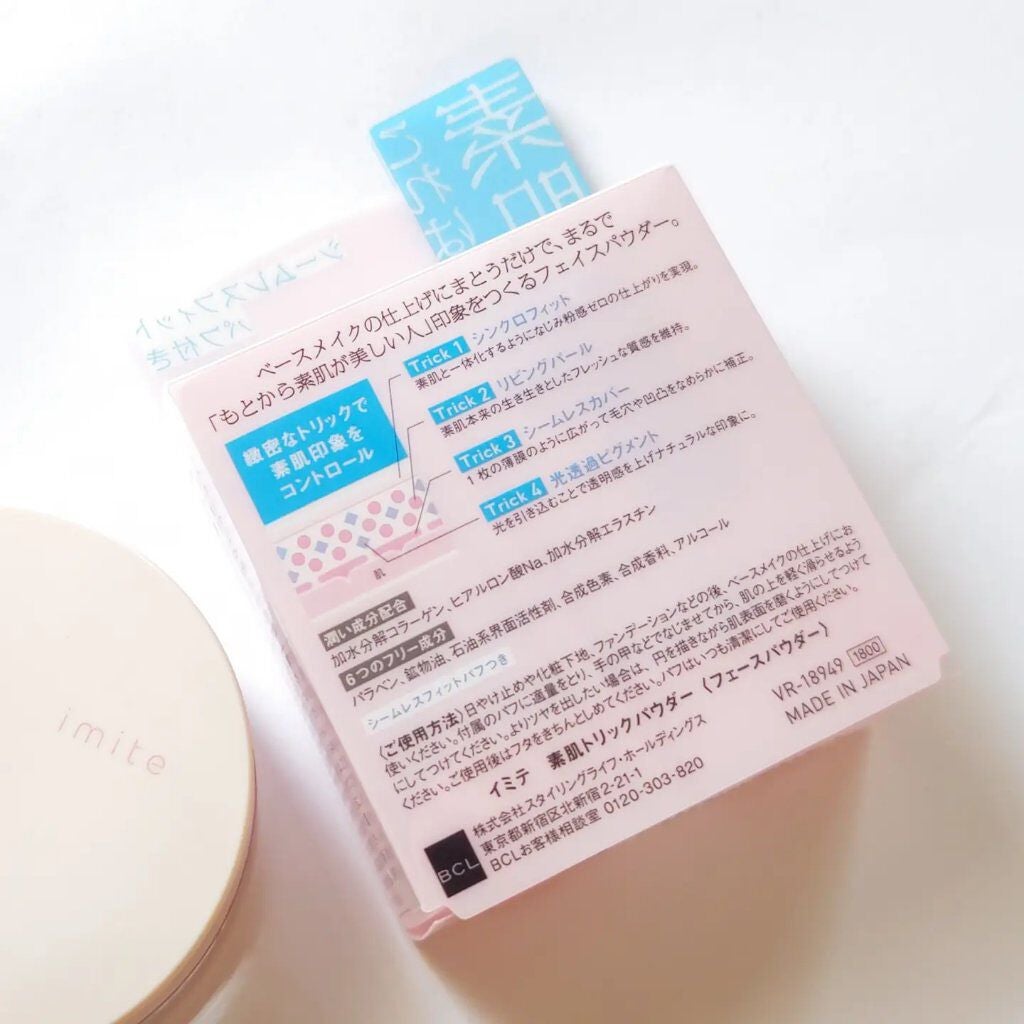 素肌
シームレスフィット
パフ付き
ベースメイクの仕上げにまとうだけで、まるで
「もとから素肌が美しい人」印象をつくるフェイスパウダー。
緻密なトリックで
素肌印象を
コントロール
Trick 1 シンクロフィット
素肌と一体化するようになじみ粉感ゼロの仕上がりを実現。
Trick 2 リビングパール
素肌本来の生き生きとしたフレッシュな質感を維持。
Trick 3 シームレスカバー
1枚の薄膜のように広がって毛穴や凹凸をなめらかに補正。
Trick 4 光透過ピグメント
光を引き込むことで透明感を上げナチュラルな印象に。
肌
潤い成分配合
加水分解コラーゲン、ヒアルロン酸Na、加水分解エラスチン
6つのフリー成分
パラベン、鉱物油、石油系界面活性剤、合成色素、合成香料、アルコール
シームレスフィットパフつき
〈ご使用方法〉日やけ止めや化粧下地、ファンデーションなどの後、ベースメイクの仕上げにお
使いください。付属のパフに適量をとり、手の甲などでなじませてから、肌の上を軽く滑らせるよう
にしてつけてください。よりツヤを出したい場合は、円を描きながら肌表面を磨くようにしてつけて
ください。ご使用後はフタをきちんとしめてください。パフはいつも清潔にしてご使用ください。
イミテ 素肌トリックパウダー〈フェースパウダー〉
株式会社スタイリングライフ・ホールディングス
東京都新宿区北新宿2-21-1
BCLお客様相談室 0120-303-820
BCL
VR-18949 1800
MADE IN JAPAN
imite